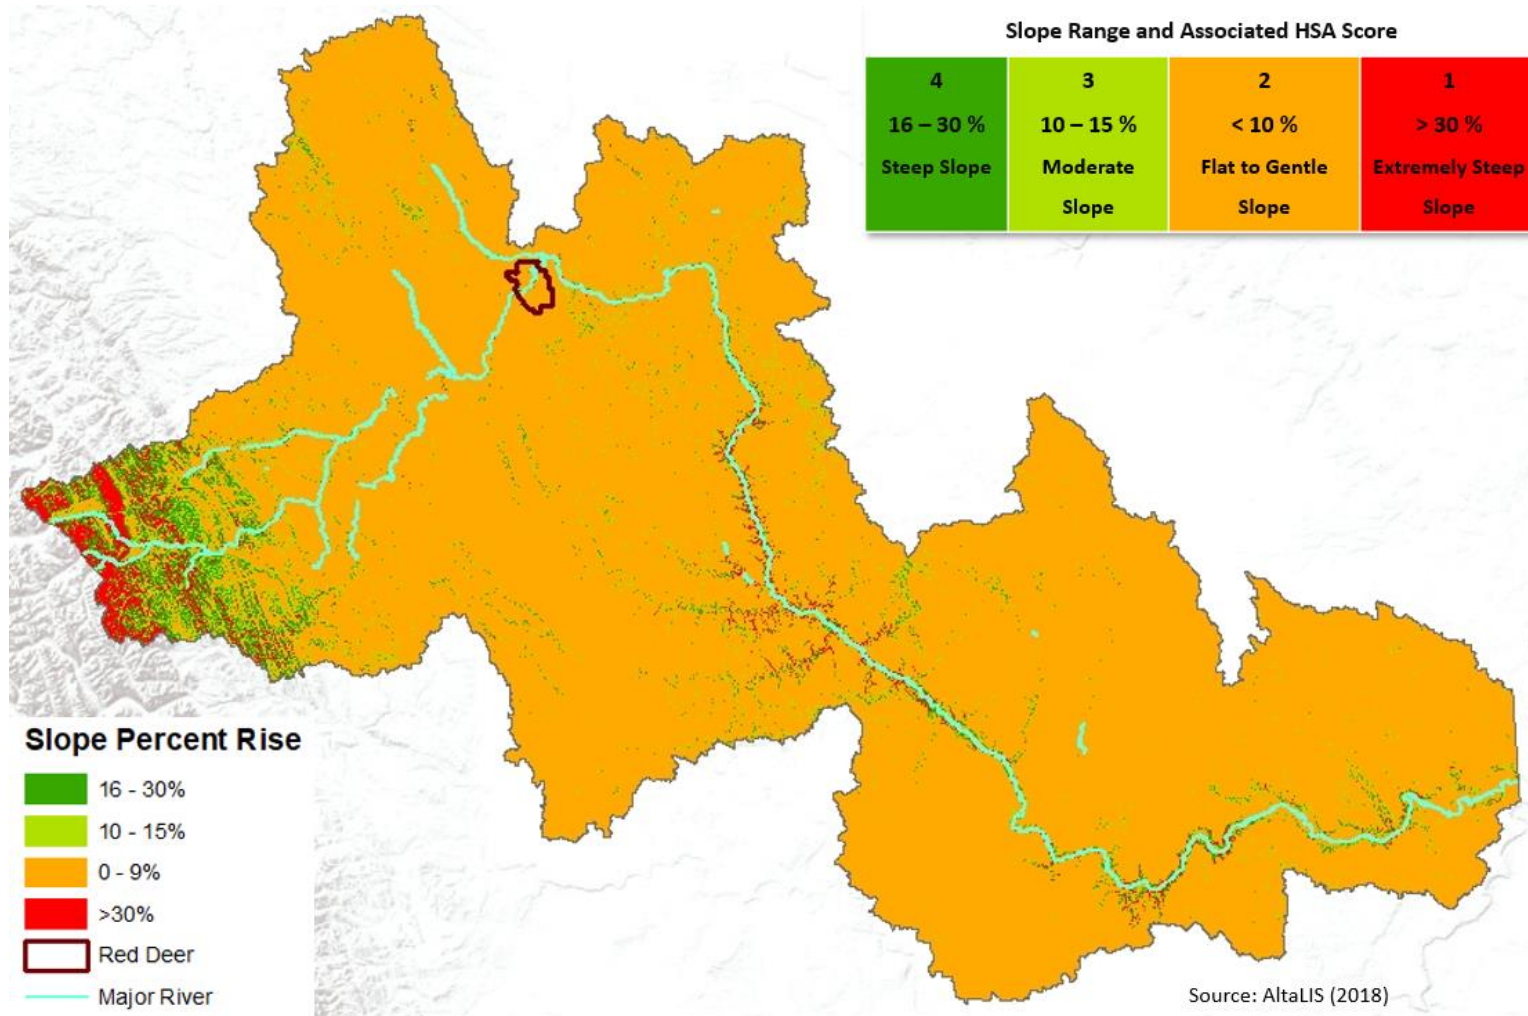 Slope Range and Associated HSA Score
4 3 2 1
16 – 30 % 10 – 15 % < 10 % > 30 %
Steep Slope Moderate Flat to Gentle Extremely Steep
Slope Slope Slope
Slope Percent Rise
16 - 30%
10 - 15%
0 - 9%
>30%
Red Deer
Major River
Source: AltaLIS (2018)